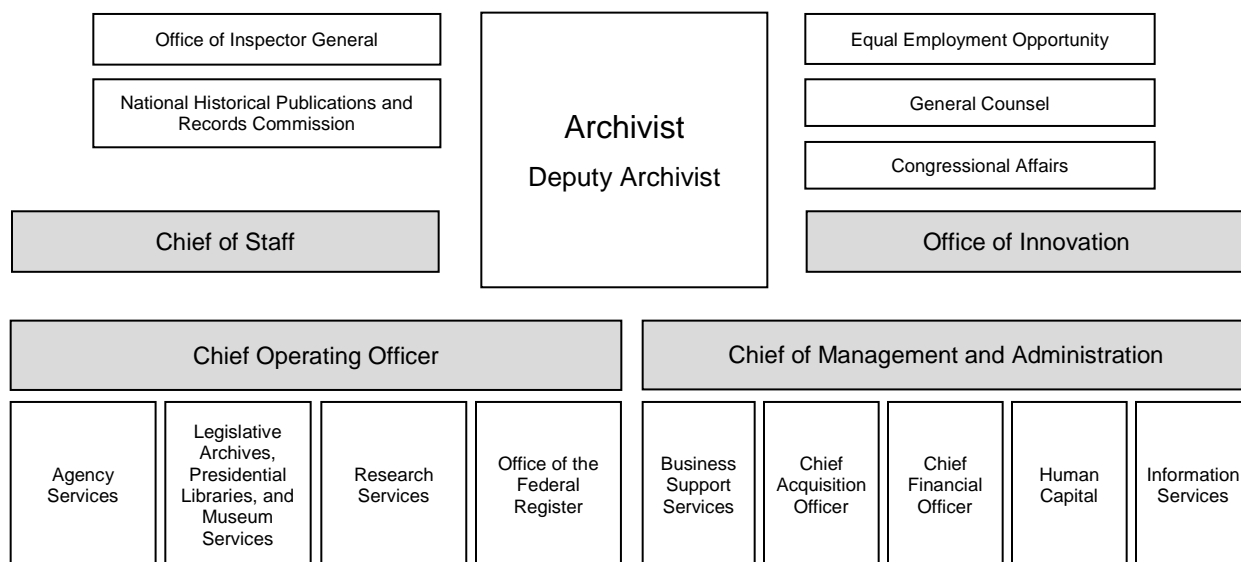 Office of Inspector General
National Historical Publications and
Records Commission
Archivist
Deputy Archivist
Equal Employment Opportunity
General Counsel
Congressional Affairs
Chief of Staff
Office of Innovation
Chief Operating Officer
Chief of Management and Administration
Agency
Services
Legislative
Archives,
Presidential
Libraries, and
Museum
Services
Research
Services
Office of the
Federal
Register
Business
Support
Services
Chief
Acquisition
Officer
Chief
Financial
Officer
Human
Capital
Information
Services